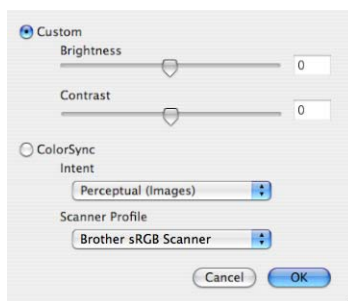 Custom
Brightness
0
Contrast
0
ColorSync
Intent
Perceptual (Images)
Scanner Profile
Brother sRGB Scanner
Cancel OK